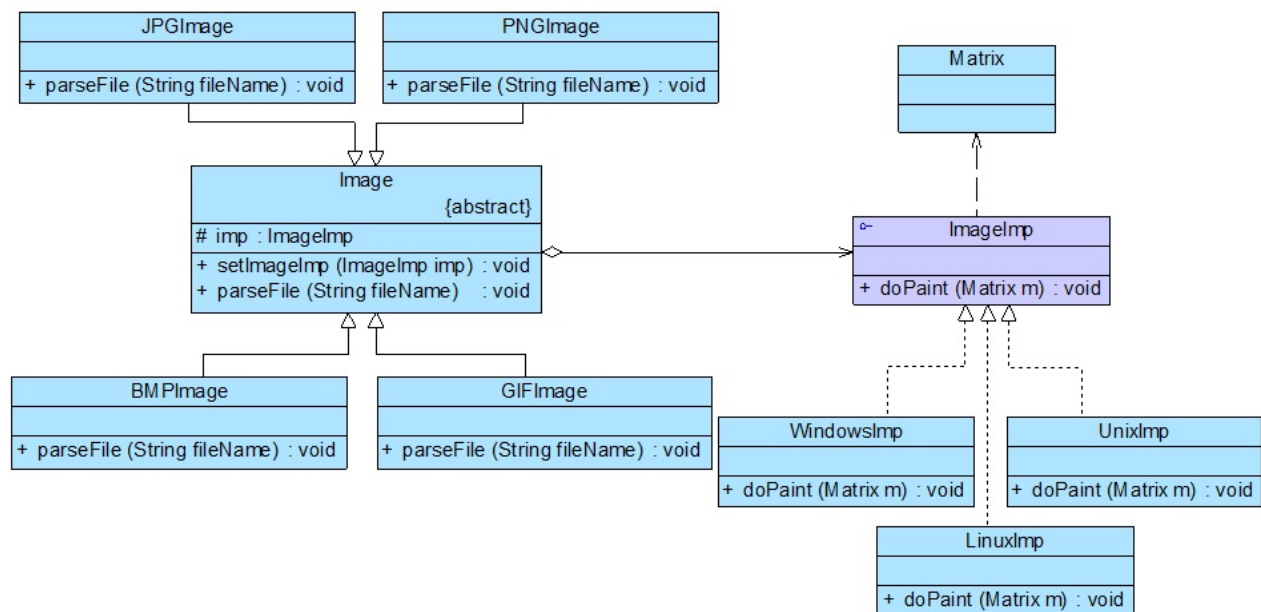 JPGImage
+ parseFile (String fileName) : void
PNGImage
+ parseFile (String fileName) : void
Matrix
Image
{abstract}
# imp : ImageImp
+ setImageImp (ImageImp imp) : void
+ parseFile (String fileName) : void
ImageImp
+ doPaint (Matrix m) : void
BMPImage
+ parseFile (String fileName) : void
GIFImage
+ parseFile (String fileName) : void
WindowsImp
+ doPaint (Matrix m) : void
UnixImp
+ doPaint (Matrix m) : void
LinuxImp
+ doPaint (Matrix m) : void